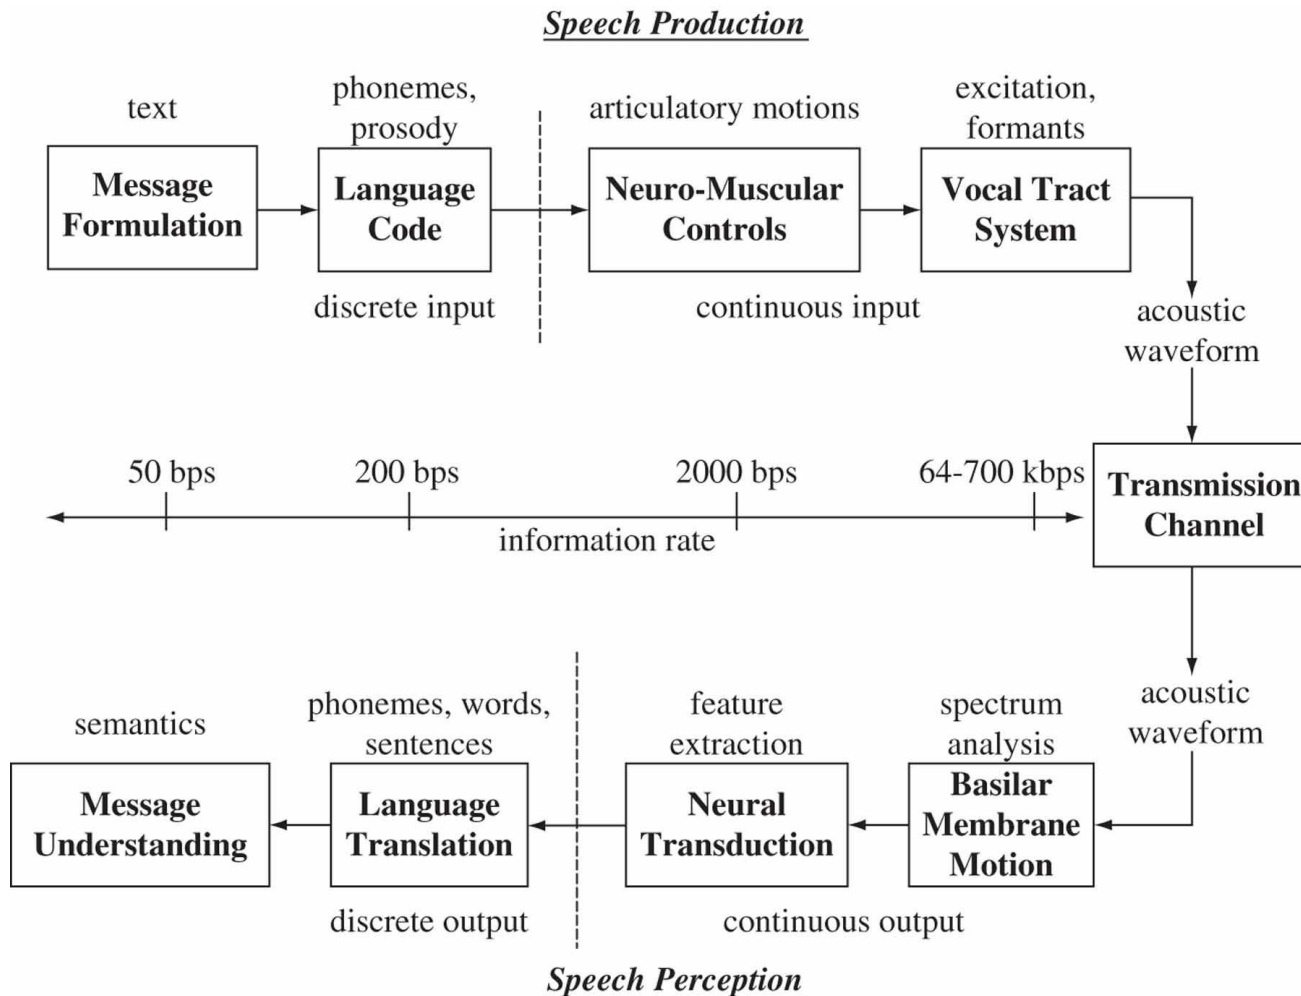 Speech Production
text
phonemes,
prosody
articulatory motions
excitation,
formants
Message
Formulation
Language
Code
Neuro-Muscular
Controls
Vocal Tract
System
discrete input
continuous input
acoustic
waveform
50 bps
200 bps
2000 bps
64-700 kbps
information rate
Transmission
Channel
acoustic
waveform
semantics
phonemes, words,
sentences
feature
extraction
spectrum
analysis
Message
Understanding
Language
Translation
Neural
Transduction
Basilar
Membrane
Motion
discrete output
continuous output
Speech Perception